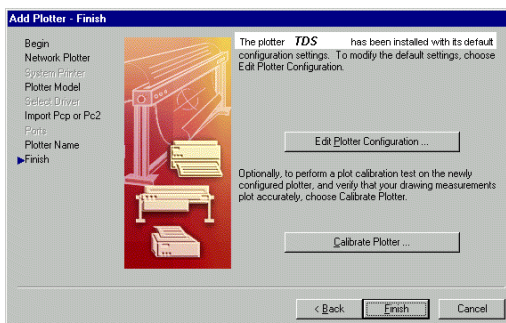 Add Plotter - Finish
Begin
Network Plotter
System Printer
Plotter Model
Select Driver
Import Pcp or Pc2
Ports
Plotter Name
Finish
The plotter TDS has been installed with its default
configuration settings. To modify the default settings, choose
Edit Plotter Configuration.
Edit Plotter Configuration ...
Optionally, to perform a plot calibration test on the newly
configured plotter, and verify that your drawing measurements
plot accurately, choose Calibrate Plotter.
Calibrate Plotter ...
< Back
Finish
Cancel